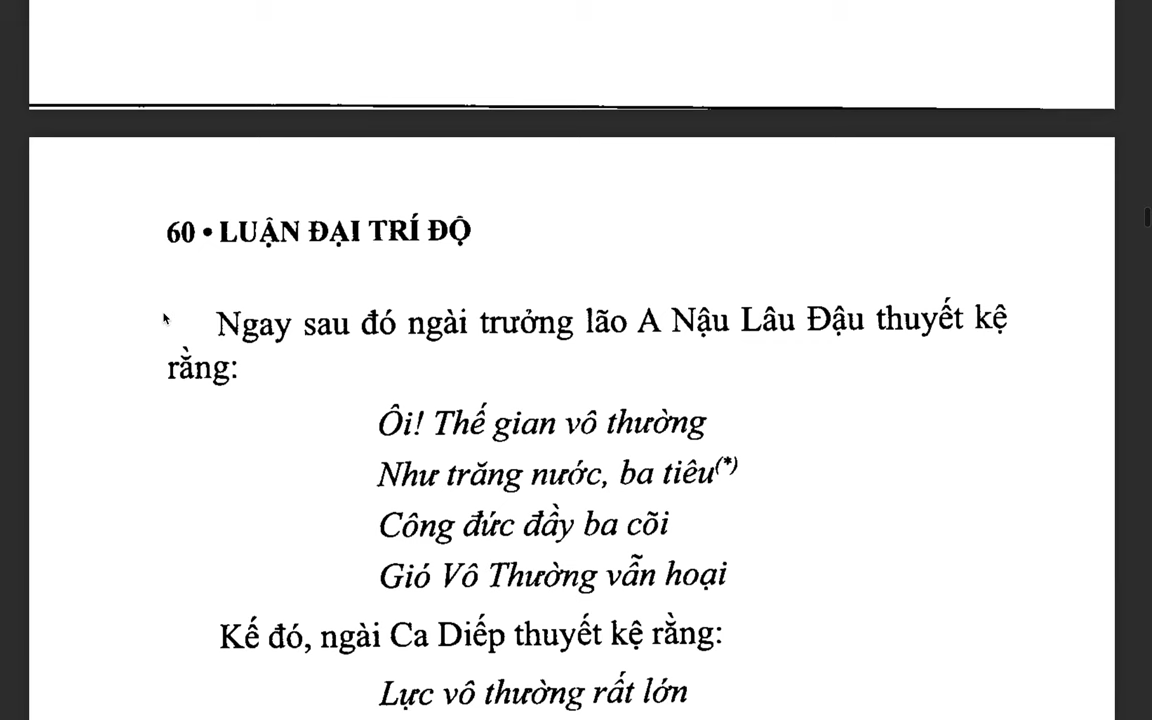 60 • LUẬN ĐẠI TRÍ ĐỘ
Ngay sau đó ngài trưởng lão A Nậu Lâu Đậu thuyết kệ
rằng:
Ôi! Thế gian vô thường
Như trăng nước, ba tiêu(*)
Công đức đầy ba cõi
Gió Vô Thường vẫn hoại
Kế đó, ngài Ca Diếp thuyết kệ rằng:
Lực vô thường rất lớn